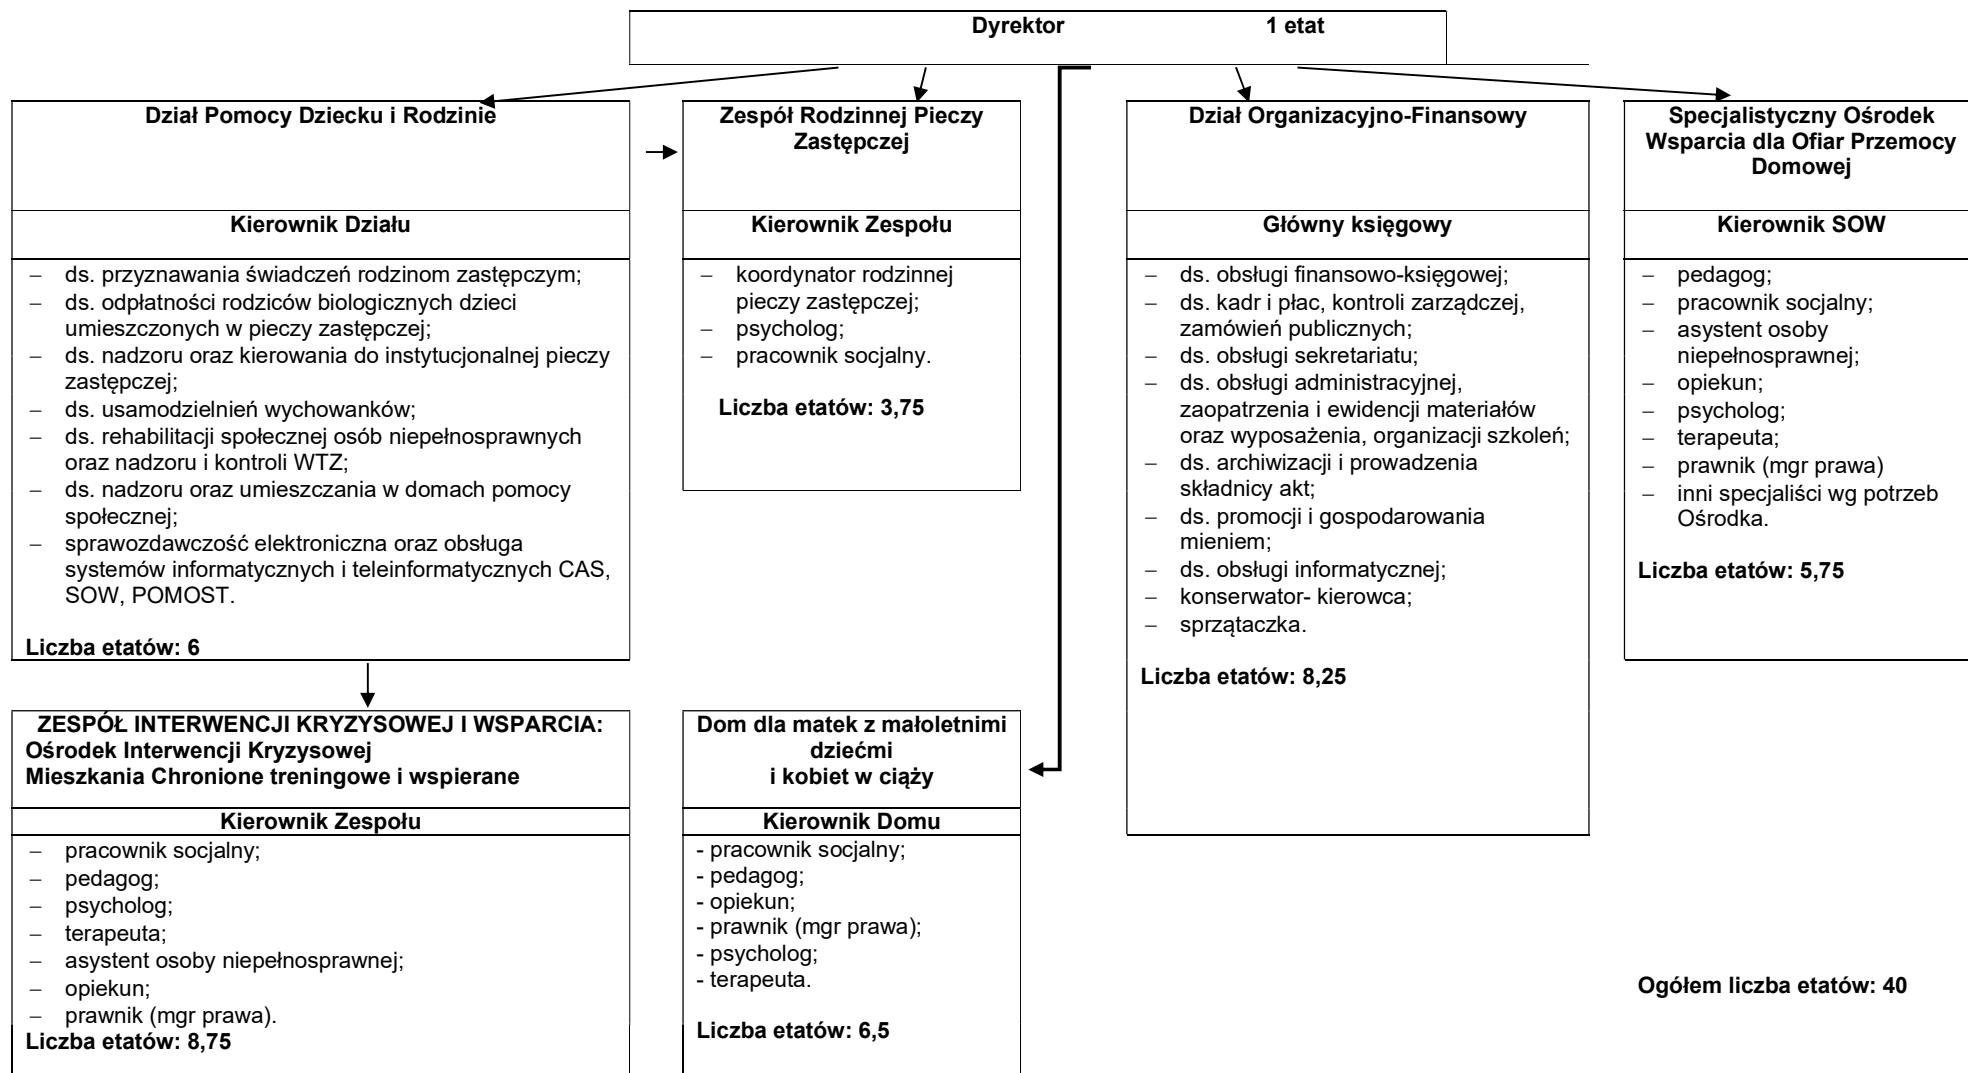 Dyrektor 1 etat
Dział Pomocy Dziecku i Rodzinie
Kierownik Działu
– ds. przyznawania świadczeń rodzinom zastępczym;
– ds. odpłatności rodziców biologicznych dzieci
umieszczonych w pieczy zastępczej;
– ds. nadzoru oraz kierowania do instytucjonalnej pieczy
zastępczej;
– ds. usamodzielnień wychowanków;
– ds. rehabilitacji społecznej osób niepełnosprawnych
oraz nadzoru i kontroli WTZ;
– ds. nadzoru oraz umieszczania w domach pomocy
społecznej;
– sprawozdawczość elektroniczna oraz obsługa
systemów informatycznych i teleinformatycznych CAS,
SOW, POMOST.
Liczba etatów: 6
Zespół Rodzinnej Pieczy
Zastępczej
Kierownik Zespołu
– koordynator rodzinnej
pieczy zastępczej;
– psycholog;
– pracownik socjalny.
Liczba etatów: 3,75
Dział Organizacyjno-Finansowy
Główny księgowy
– ds. obsługi finansowo-księgowej;
– ds. kadr i płac, kontroli zarządczej,
zamówień publicznych;
– ds. obsługi sekretariatu;
– ds. obsługi administracyjnej,
zaopatrzenia i ewidencji materiałów
oraz wyposażenia, organizacji szkoleń;
– ds. archiwizacji i prowadzenia
składnicy akt;
– ds. promocji i gospodarowania
mieniem;
– ds. obsługi informatycznej;
– konserwator- kierowca;
– sprzątaczka.
Liczba etatów: 8,25
Specjalistyczny Ośrodek
Wsparcia dla Ofiar Przemocy
Domowej
Kierownik SOW
– pedagog;
– pracownik socjalny;
– asystent osoby
niepełnosprawnej;
– opiekun;
– psycholog;
– terapeuta;
– prawnik (mgr prawa)
– inni specjaliści wg potrzeb
Ośrodka.
Liczba etatów: 5,75
ZESPÓŁ INTERWENCJI KRYZYSOWEJ I WSPARCIA:
Ośrodek Interwencji Kryzysowej
Mieszkania Chronione treningowe i wspierane
Kierownik Zespołu
– pracownik socjalny;
– pedagog;
– psycholog;
– terapeuta;
– asystent osoby niepełnosprawnej;
– opiekun;
– prawnik (mgr prawa).
Liczba etatów: 8,75
Dom dla matek z małoletnimi
dziećmi
i kobiet w ciąży
Kierownik Domu
- pracownik socjalny;
- pedagog;
- opiekun;
- prawnik (mgr prawa);
- psycholog;
- terapeuta.
Liczba etatów: 6,5
Ogółem liczba etatów: 40